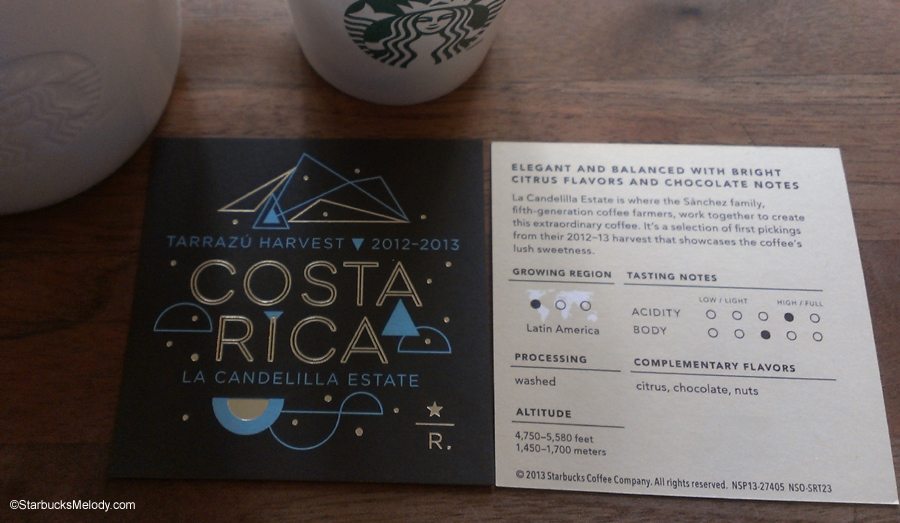 TARRAZÚ HARVEST ▼ 2012–2013
COSTA
RICA
LA CANDELILLA ESTATE
★
R.
ELEGANT AND BALANCED WITH BRIGHT
CITRUS FLAVORS AND CHOCOLATE NOTES
La Candelilla Estate is where the Sánchez family,
fifth-generation coffee farmers, work together to create
this extraordinary coffee. It's a selection of first pickings
from their 2012–13 harvest that showcases the coffee's
lush sweetness.
GROWING REGION
Latin America
TASTING NOTES
LOW / LIGHT HIGH / FULL
ACIDITY
BODY
PROCESSING
washed
COMPLEMENTARY FLAVORS
citrus, chocolate, nuts
ALTITUDE
4,750–5,580 feet
1,450–1,700 meters
© 2013 Starbucks Coffee Company. All rights reserved. NSP13-27405 NSO-SRT23
©StarbucksMelody.com